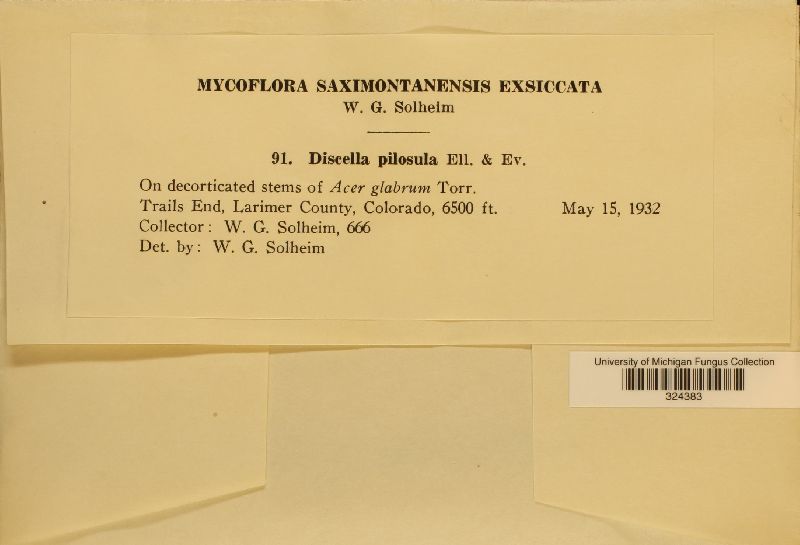 MYCOFLORA SAXIMONTANENSIS EXSICCATA
W. G. Solheim
91. Discella pilosula Ell. & Ev.
On decorticated stems of Acer glabrum Torr.
Trails End, Larimer County, Colorado, 6500 ft. May 15, 1932
Collector: W. G. Solheim, 666
Det. by: W. G. Solheim
University of Michigan Fungus Collection
324383